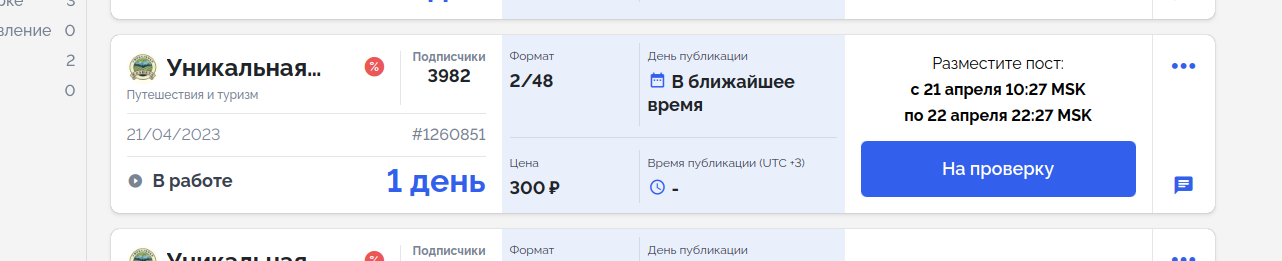 3
вление 0
2
0
Уникальная...
%
Путешествия и туризм
Подписчики
3982
21/04/2023
#1260851
В работе
1 день
Формат
2/48
День публикации
В ближайшее
время
Цена
300 ₽
Время публикации (UTC +3)
-
Разместите пост:
с 21 апреля 10:27 MSK
по 22 апреля 22:27 MSK
На проверку
Уникальная...
%
Подписчики
Формат
День публикации